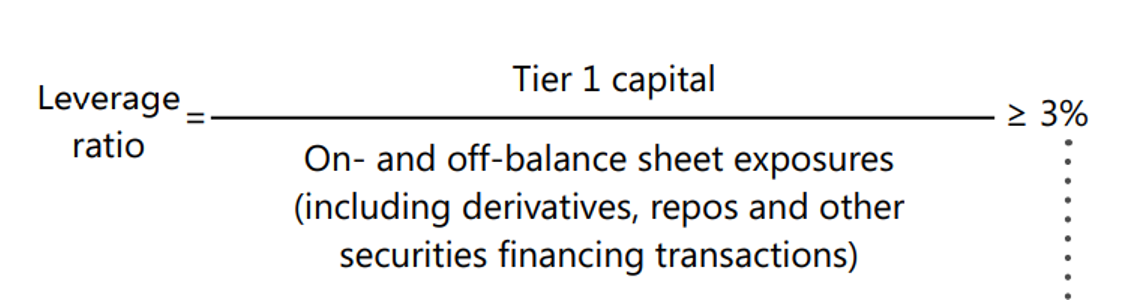 Tier 1 capital
Leverage
ratio
=
≥ 3%
On- and off-balance sheet exposures
(including derivatives, repos and other
securities financing transactions)